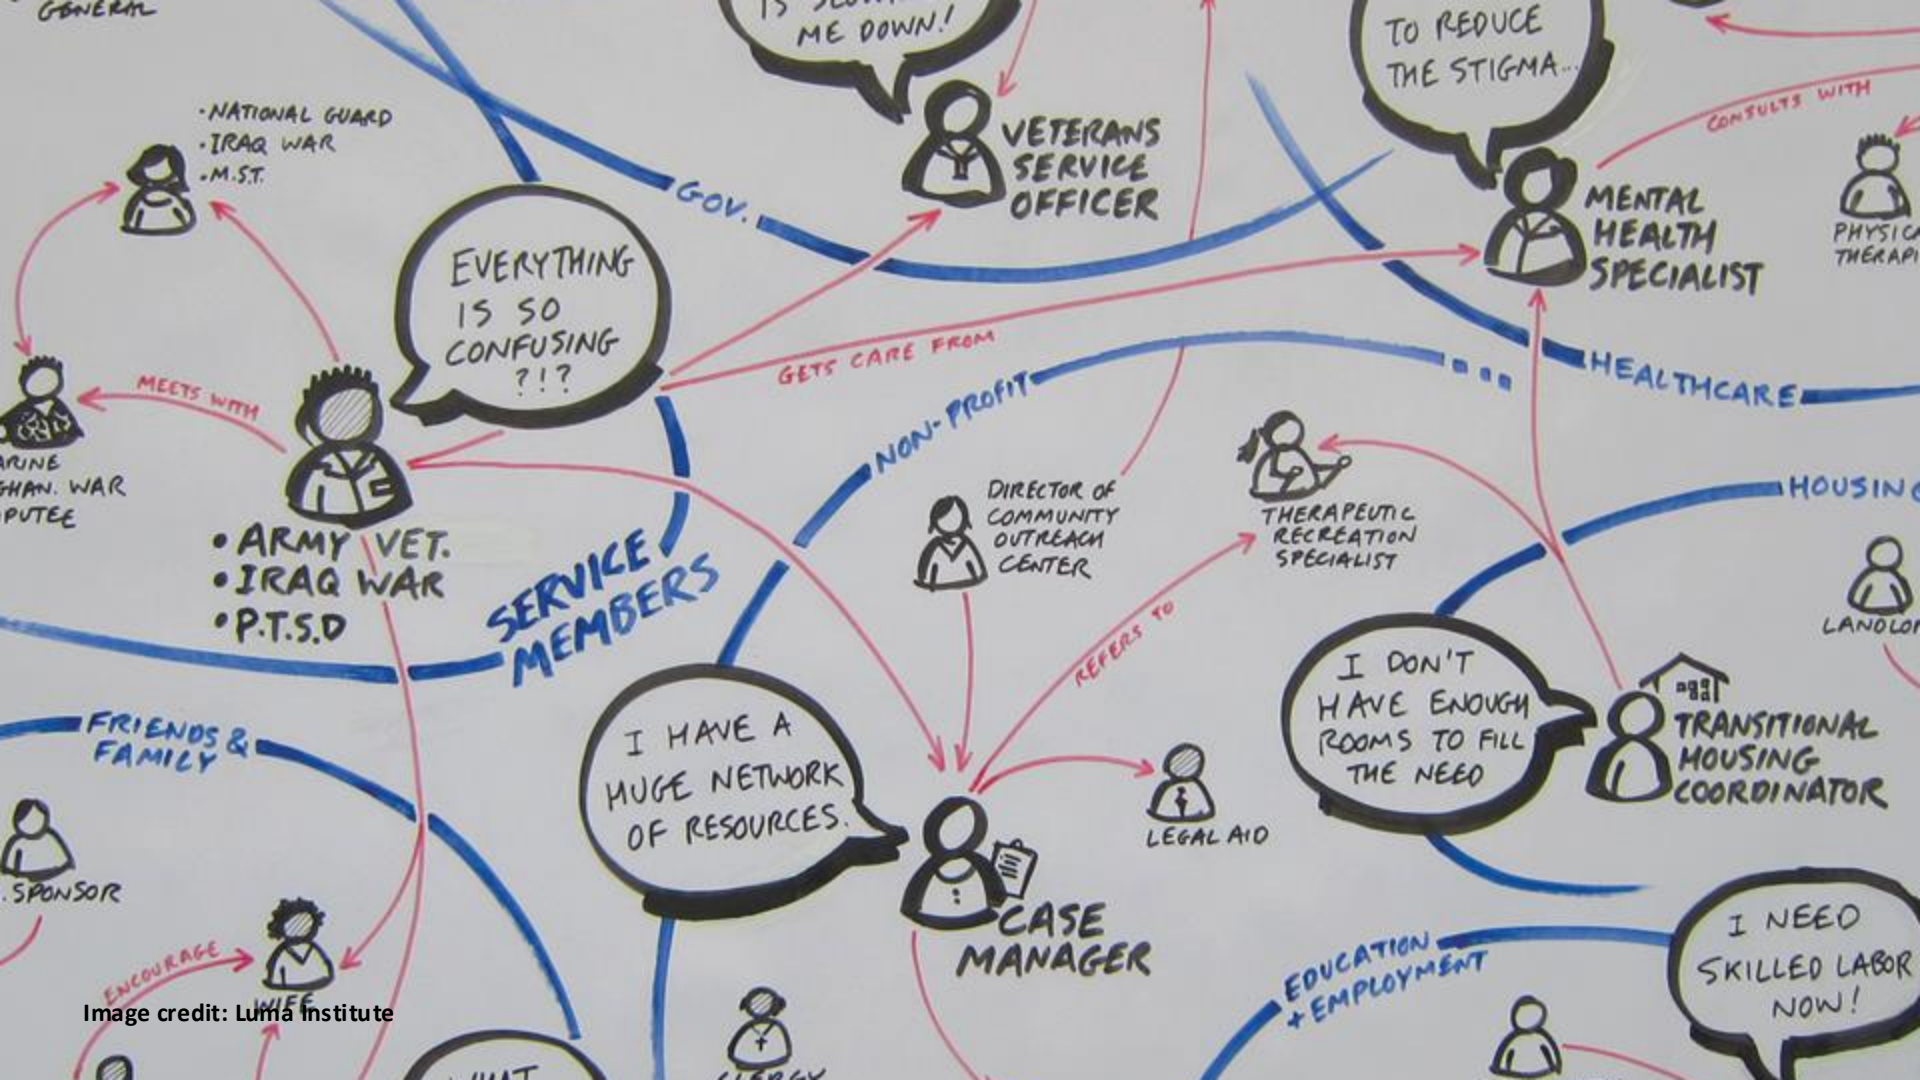 GENERAL
ME DOWN!
TO REDUCE
THE STIGMA...
• NATIONAL GUARD
• IRAQ WAR
• M.S.T.
VETERANS
SERVICE
OFFICER
GOV.
CONSULTS WITH
MENTAL
HEALTH
SPECIALIST
EVERYTHING
IS SO
CONFUSING
?!?
GETS CARE FROM
MEETS WITH
HEALTHCARE
NON-PROFIT
WAR
• ARMY VET.
• IRAQ WAR
• P.T.S.D
SERVICE
MEMBERS
DIRECTOR OF
COMMUNITY
OUTREACH
CENTER
THERAPEUTIC
RECREATION
SPECIALIST
HOUSING
REFERS TO
FRIENDS &
FAMILY
I HAVE A
HUGE NETWORK
OF RESOURCES.
I DON'T
HAVE ENOUGH
ROOMS TO FILL
THE NEED
TRANSITIONAL
HOUSING
COORDINATOR
LEGAL AID
SPONSOR
CASE
MANAGER
ENCOURAGE
WIFE
EDUCATION
+ EMPLOYMENT
I NEED
SKILLED LABOR
NOW!
Image credit: Luma Institute
WHAT
CLERGY